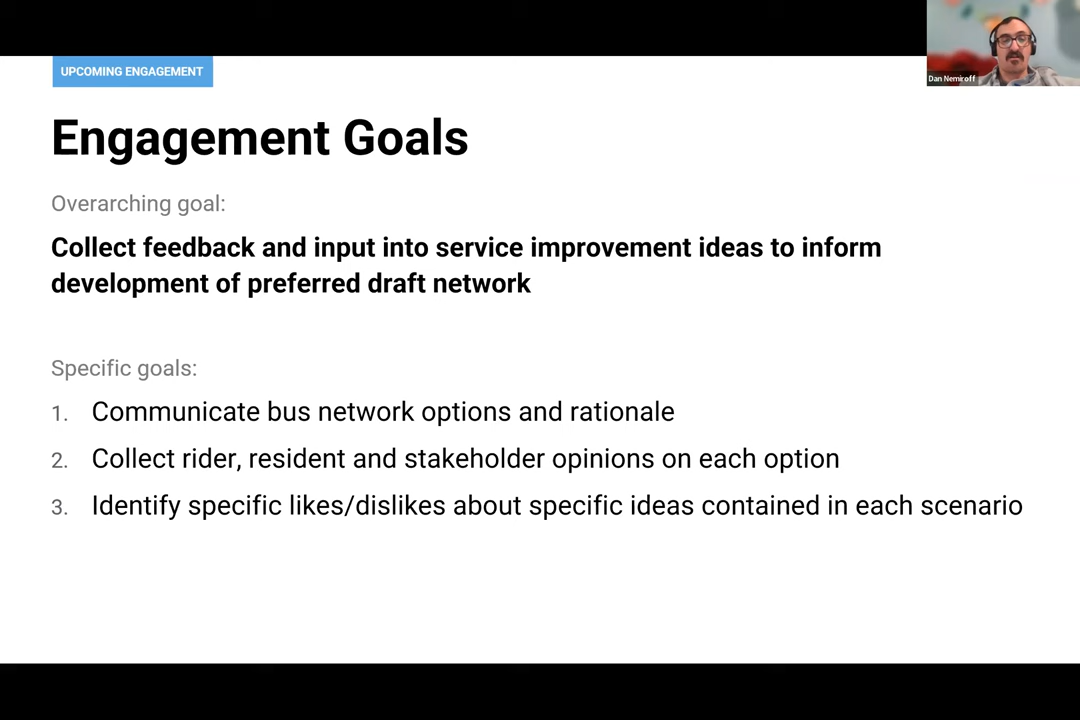 UPCOMING ENGAGEMENT
Dan Nemiroff
Engagement Goals
Overarching goal:
Collect feedback and input into service improvement ideas to inform
development of preferred draft network
Specific goals:
1. Communicate bus network options and rationale
2. Collect rider, resident and stakeholder opinions on each option
3. Identify specific likes/dislikes about specific ideas contained in each scenario